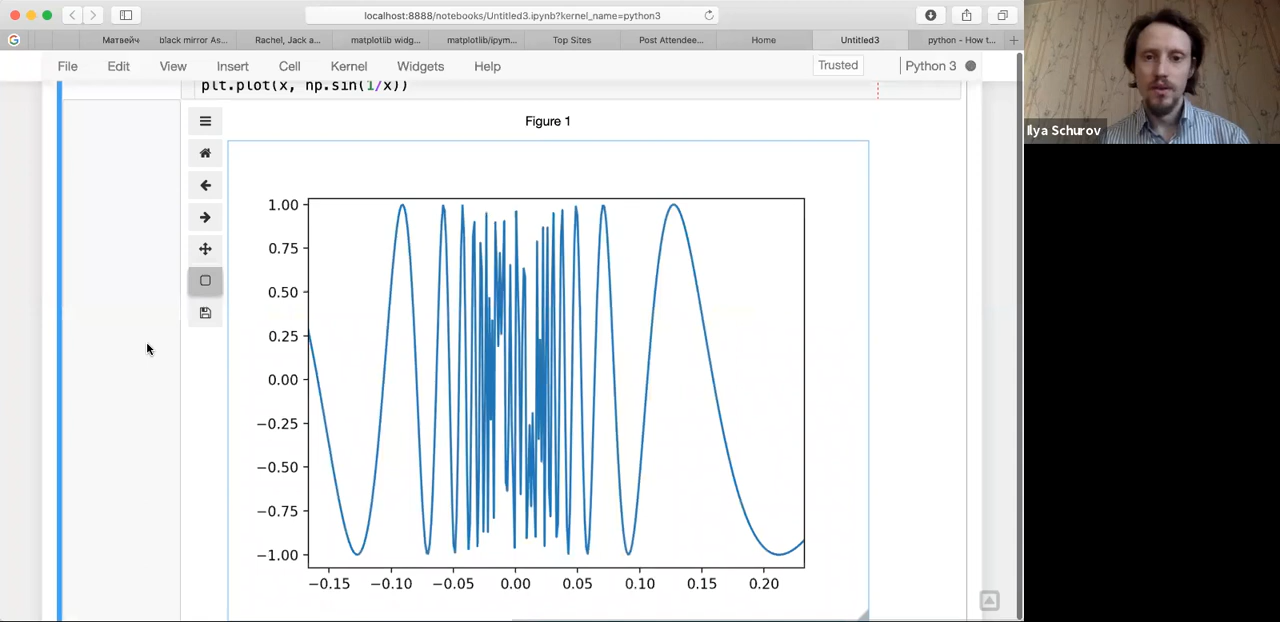 localhost:8888/notebooks/Untitled3.ipynb?kernel_name=python3
Матвейч
black mirror As...
Rachel, Jack a...
matplotlib widg...
matplotlib/ipym...
Top Sites
Post Attendee...
Home
Untitled3
python - How t...
File Edit View Insert Cell Kernel Widgets Help
Trusted
Python 3
plt.plot(x, np.sin(1/x))
Figure 1
1.00
0.75
0.50
0.25
0.00
−0.25
−0.50
−0.75
−1.00
−0.15 −0.10 −0.05 0.00 0.05 0.10 0.15 0.20
Ilya Schurov